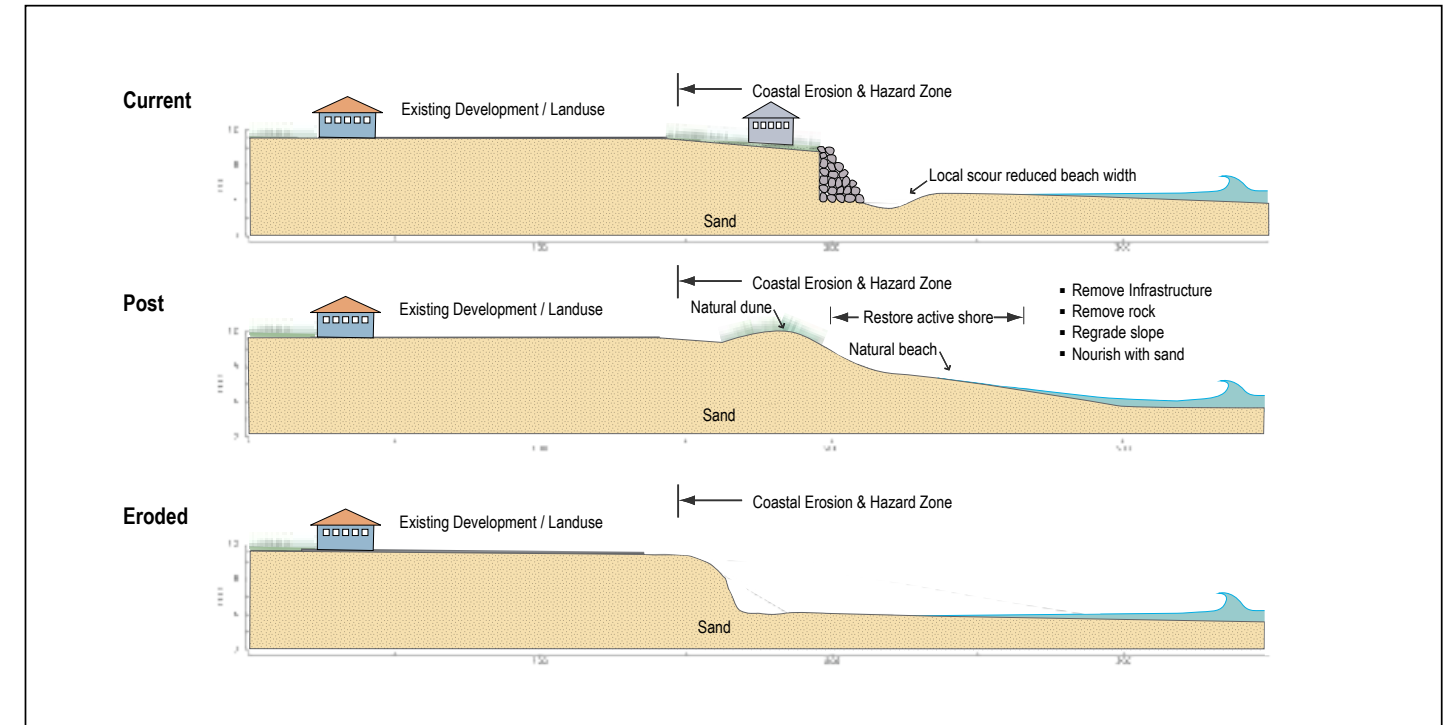 Current
Existing Development / Landuse
Coastal Erosion & Hazard Zone
Local scour reduced beach width
Sand
Post
Existing Development / Landuse
Coastal Erosion & Hazard Zone
Natural dune
Restore active shore
Natural beach
▪ Remove Infrastructure
▪ Remove rock
▪ Regrade slope
▪ Nourish with sand
Sand
Eroded
Existing Development / Landuse
Coastal Erosion & Hazard Zone
Sand